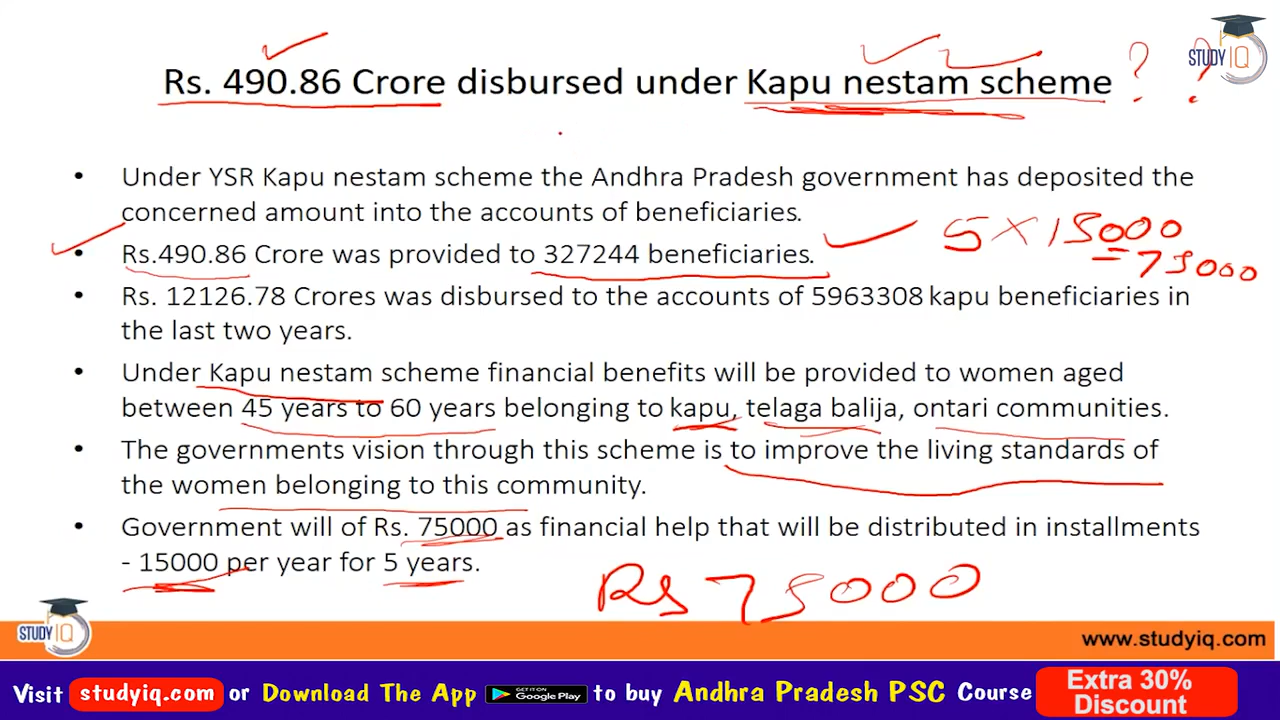 Rs. 490.86 Crore disbursed under Kapu nestam scheme ? ?
STUDY IQ
• Under YSR Kapu nestam scheme the Andhra Pradesh government has deposited the
concerned amount into the accounts of beneficiaries.
5 × 15000
= 75000
• Rs.490.86 Crore was provided to 327244 beneficiaries.
• Rs. 12126.78 Crores was disbursed to the accounts of 5963308 kapu beneficiaries in
the last two years.
• Under Kapu nestam scheme financial benefits will be provided to women aged
between 45 years to 60 years belonging to kapu, telaga balija, ontari communities.
• The governments vision through this scheme is to improve the living standards of
the women belonging to this community.
• Government will of Rs. 75000 as financial help that will be distributed in installments
- 15000 per year for 5 years.
Rs 75000
STUDY IQ
www.studyiq.com
Visit studyiq.com or Download The App GET IT ON Google Play to buy Andhra Pradesh PSC Course
Extra 30%
Discount